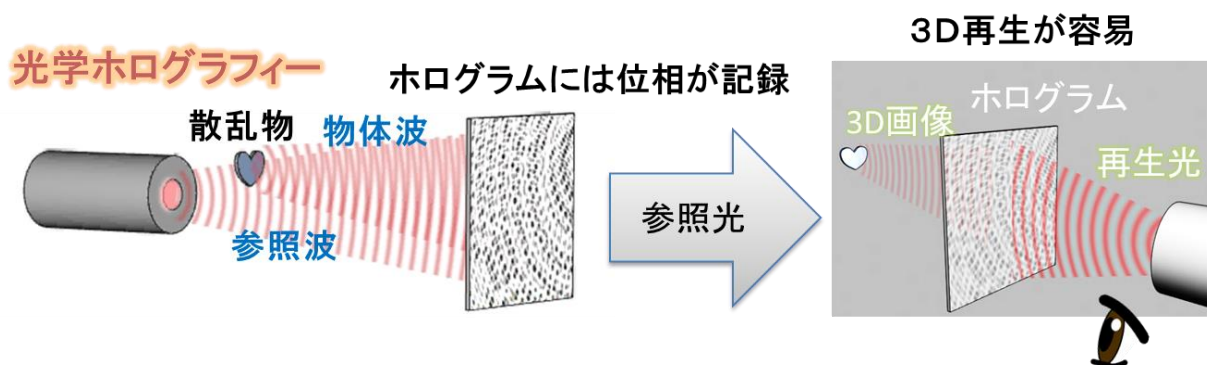 光学ホログラフィー
ホログラムには位相が記録
散乱物
物体波
参照波
参照光
3D再生が容易
ホログラム
3D画像
再生光